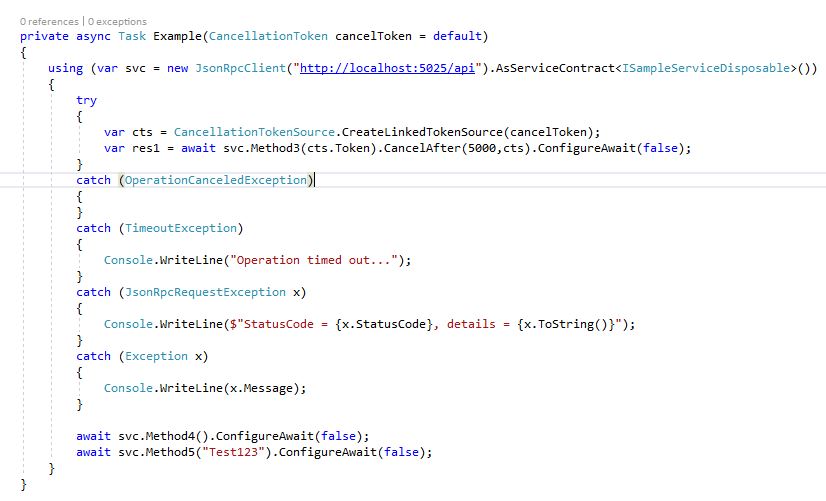 0 references | 0 exceptions
private async Task Example(CancellationToken cancelToken = default)
{
    using (var svc = new JsonRpcClient("http://localhost:5025/api").AsServiceContract<ISampleServiceDisposable>())
    {
        try
        {
            var cts = CancellationTokenSource.CreateLinkedTokenSource(cancelToken);
            var res1 = await svc.Method3(cts.Token).CancelAfter(5000,cts).ConfigureAwait(false);
        }
        catch (OperationCanceledException)
        {
        }
        catch (TimeoutException)
        {
            Console.WriteLine("Operation timed out...");
        }
        catch (JsonRpcRequestException x)
        {
            Console.WriteLine($"StatusCode = {x.StatusCode}, details = {x.ToString()}");
        }
        catch (Exception x)
        {
            Console.WriteLine(x.Message);
        }

        await svc.Method4().ConfigureAwait(false);
        await svc.Method5("Test123").ConfigureAwait(false);
    }
}